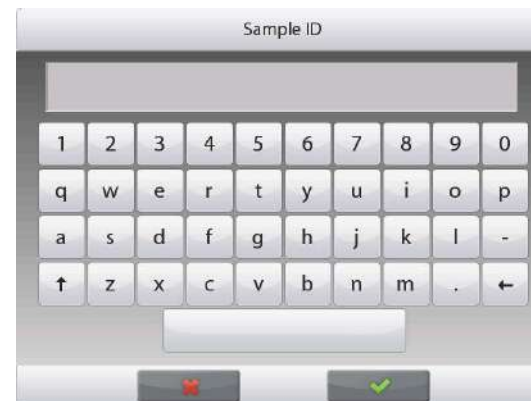 Sample ID
1 2 3 4 5 6 7 8 9 0
q w e r t y u i o p
a s d f g h j k l -
↑ z x c v b n m . ←